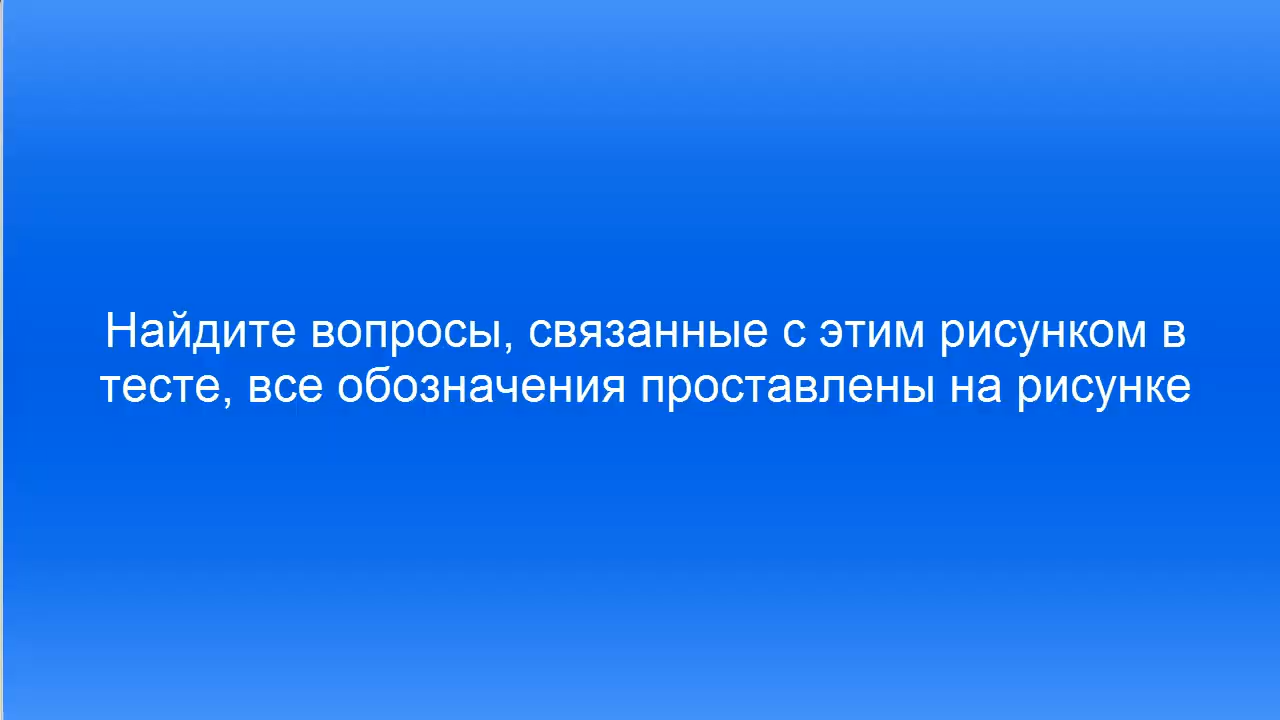 Найдите вопросы, связанные с этим рисунком в
тесте, все обозначения проставлены на рисунке